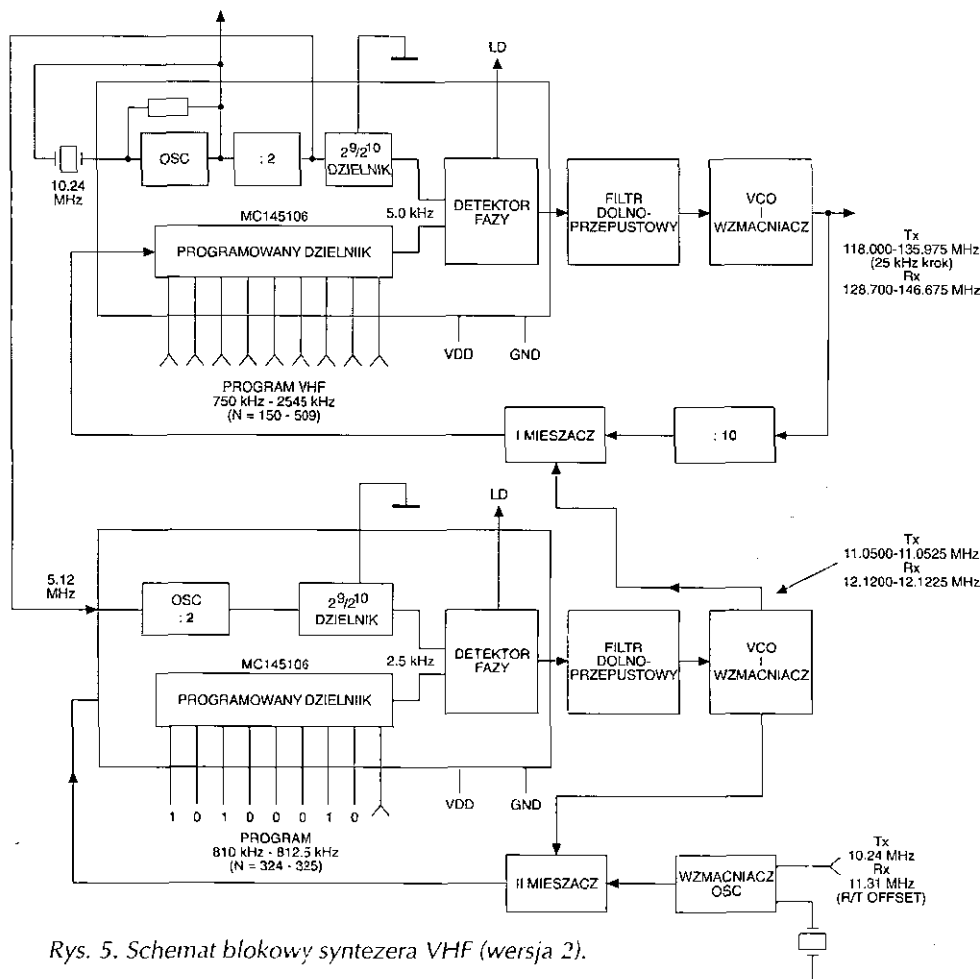 LD
10.24
MHz
OSC
: 2
2⁹/2¹⁰
DZIELNIK
MC145106
5.0 kHz
PROGRAMOWANY DZIELNIIK
DETEKTOR
FAZY
FILTR
DOLNO-
PRZEPUSTOWY
VCO
I
WZMACNIACZ
Tx
118.000-135.975 MHz
(25 kHz krok)
Rx
128.700-146.675 MHz
VDD
GND
PROGRAM VHF
750 kHz - 2545 kHz
(N = 150 - 509)
I MIESZACZ
: 10
LD
5.12
MHz
OSC
: 2
2⁹/2¹⁰
DZIELNIK
MC145106
2.5 kHz
PROGRAMOWANY DZIELNIIK
DETEKTOR
FAZY
FILTR
DOLNO-
PRZEPUSTOWY
VCO
I
WZMACNIACZ
Tx
11.0500-11.0525 MHz
Rx
12.1200-12.1225 MHz
VDD
GND
1 0 1 0 0 0 1 0
PROGRAM
810 kHz - 812.5 kHz
(N = 324 - 325)
II MIESZACZ
WZMACNIACZ
OSC
Tx
10.24 MHz
Rx
11.31 MHz
(R/T OFFSET)
Rys. 5. Schemat blokowy syntezera VHF (wersja 2).